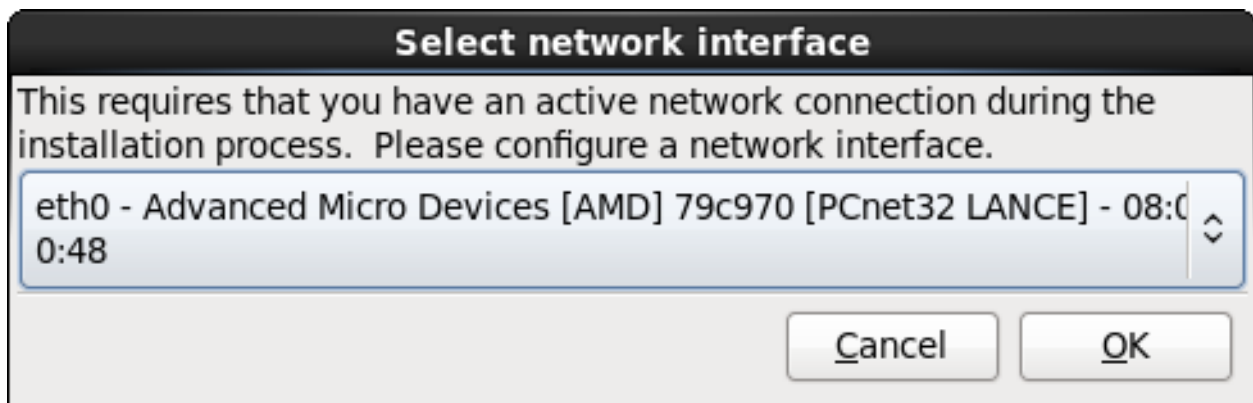 Select network interface
This requires that you have an active network connection during the
installation process.  Please configure a network interface.
eth0 - Advanced Micro Devices [AMD] 79c970 [PCnet32 LANCE] - 08:0
0:48
Cancel
OK